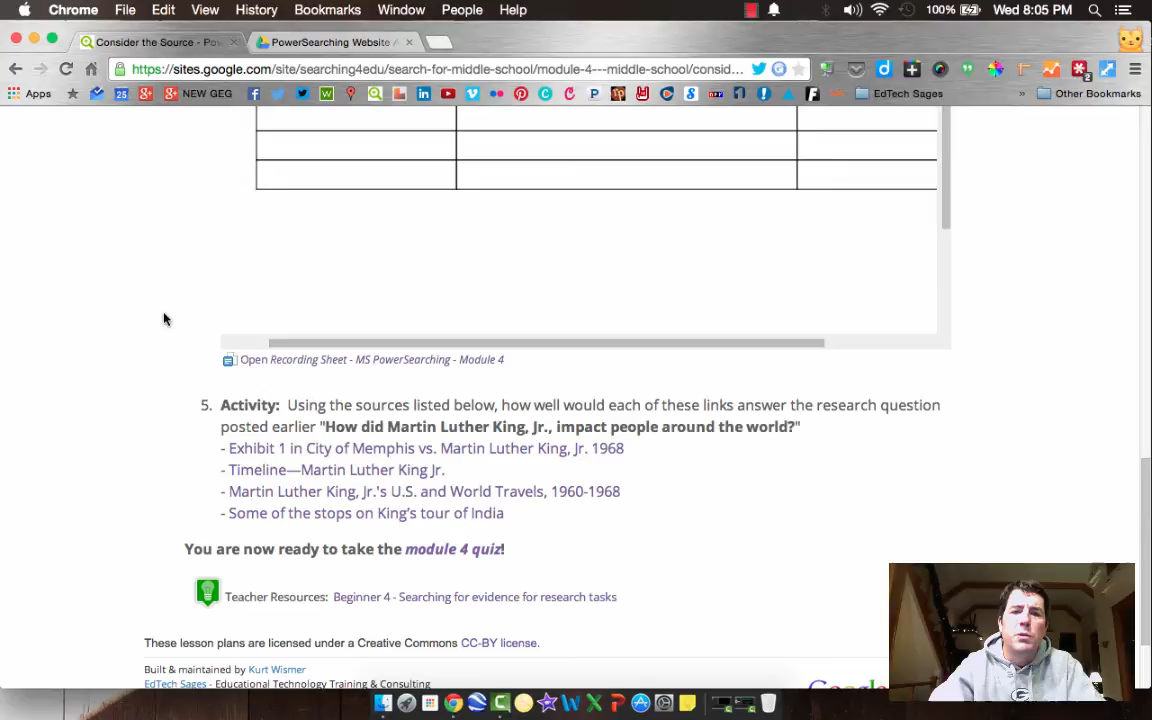 Chrome File Edit View History Bookmarks Window People Help 100% Wed 8:05 PM
Consider the Source - Po
PowerSearching Website
https://sites.google.com/site/searching4edu/search-for-middle-school/module-4---middle-school/consid...
Apps 25 NEW GEG EdTech Sages » Other Bookmarks
Open Recording Sheet - MS PowerSearching - Module 4
5. Activity: Using the sources listed below, how well would each of these links answer the research question
posted earlier "How did Martin Luther King, Jr., impact people around the world?"
- Exhibit 1 in City of Memphis vs. Martin Luther King, Jr. 1968
- Timeline—Martin Luther King Jr.
- Martin Luther King, Jr.'s U.S. and World Travels, 1960-1968
- Some of the stops on King's tour of India
You are now ready to take the module 4 quiz!
Teacher Resources: Beginner 4 - Searching for evidence for research tasks
These lesson plans are licensed under a Creative Commons CC-BY license.
Built & maintained by Kurt Wismer
EdTech Sages - Educational Technology Training & Consulting
Google